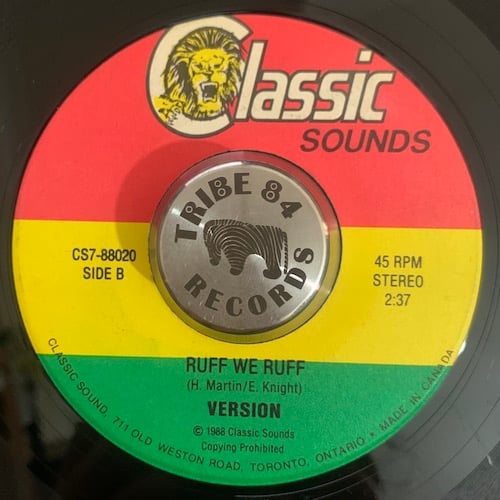 Classic
SOUNDS
TRIBE 84
RECORDS
CS7-88020
SIDE B
45 RPM
STEREO
2:37
RUFF WE RUFF
(H. Martin/E. Knight)
VERSION
© 1988 Classic Sounds
Copying Prohibited
CLASSIC SOUND, 711 OLD WESTON ROAD, TORONTO, ONTARIO • MADE IN CANADA